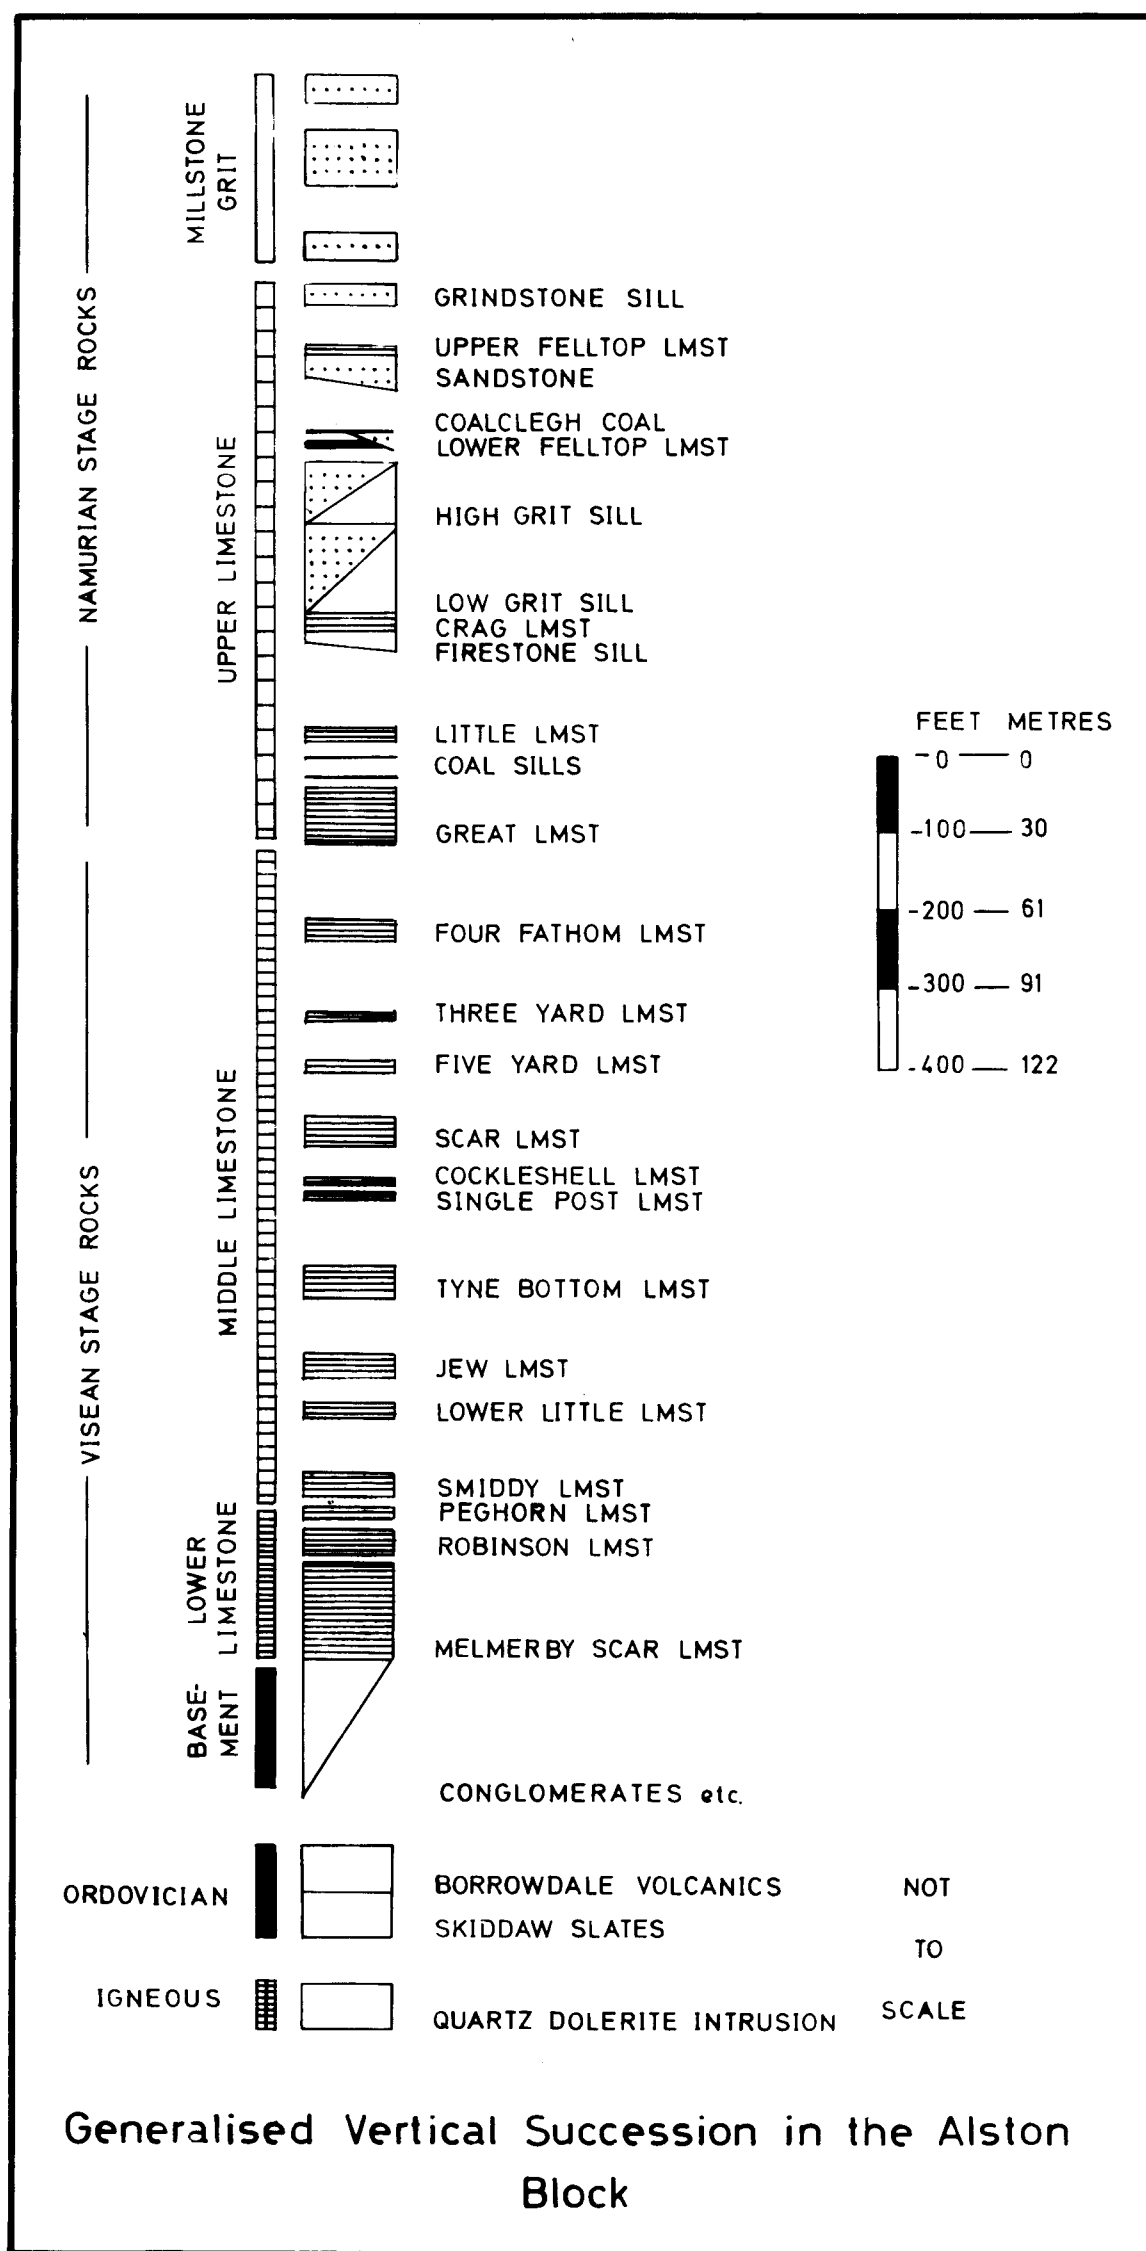 MILLSTONE
GRIT
NAMURIAN STAGE ROCKS
UPPER LIMESTONE
GRINDSTONE SILL
UPPER FELLTOP LMST
SANDSTONE
COALCLEGH COAL
LOWER FELLTOP LMST
HIGH GRIT SILL
LOW GRIT SILL
CRAG LMST
FIRESTONE SILL
LITTLE LMST
COAL SILLS
GREAT LMST
FEET METRES
-0 — 0
-100 — 30
-200 — 61
-300 — 91
-400 — 122
VISEAN STAGE ROCKS
MIDDLE LIMESTONE
FOUR FATHOM LMST
THREE YARD LMST
FIVE YARD LMST
SCAR LMST
COCKLESHELL LMST
SINGLE POST LMST
TYNE BOTTOM LMST
JEW LMST
LOWER LITTLE LMST
SMIDDY LMST
LOWER
LIMESTONE
PEGHORN LMST
ROBINSON LMST
MELMERBY SCAR LMST
BASE-
MENT
CONGLOMERATES etc.
ORDOVICIAN
BORROWDALE VOLCANICS
SKIDDAW SLATES
IGNEOUS
QUARTZ DOLERITE INTRUSION
NOT
TO
SCALE
Generalised Vertical Succession in the Alston
Block